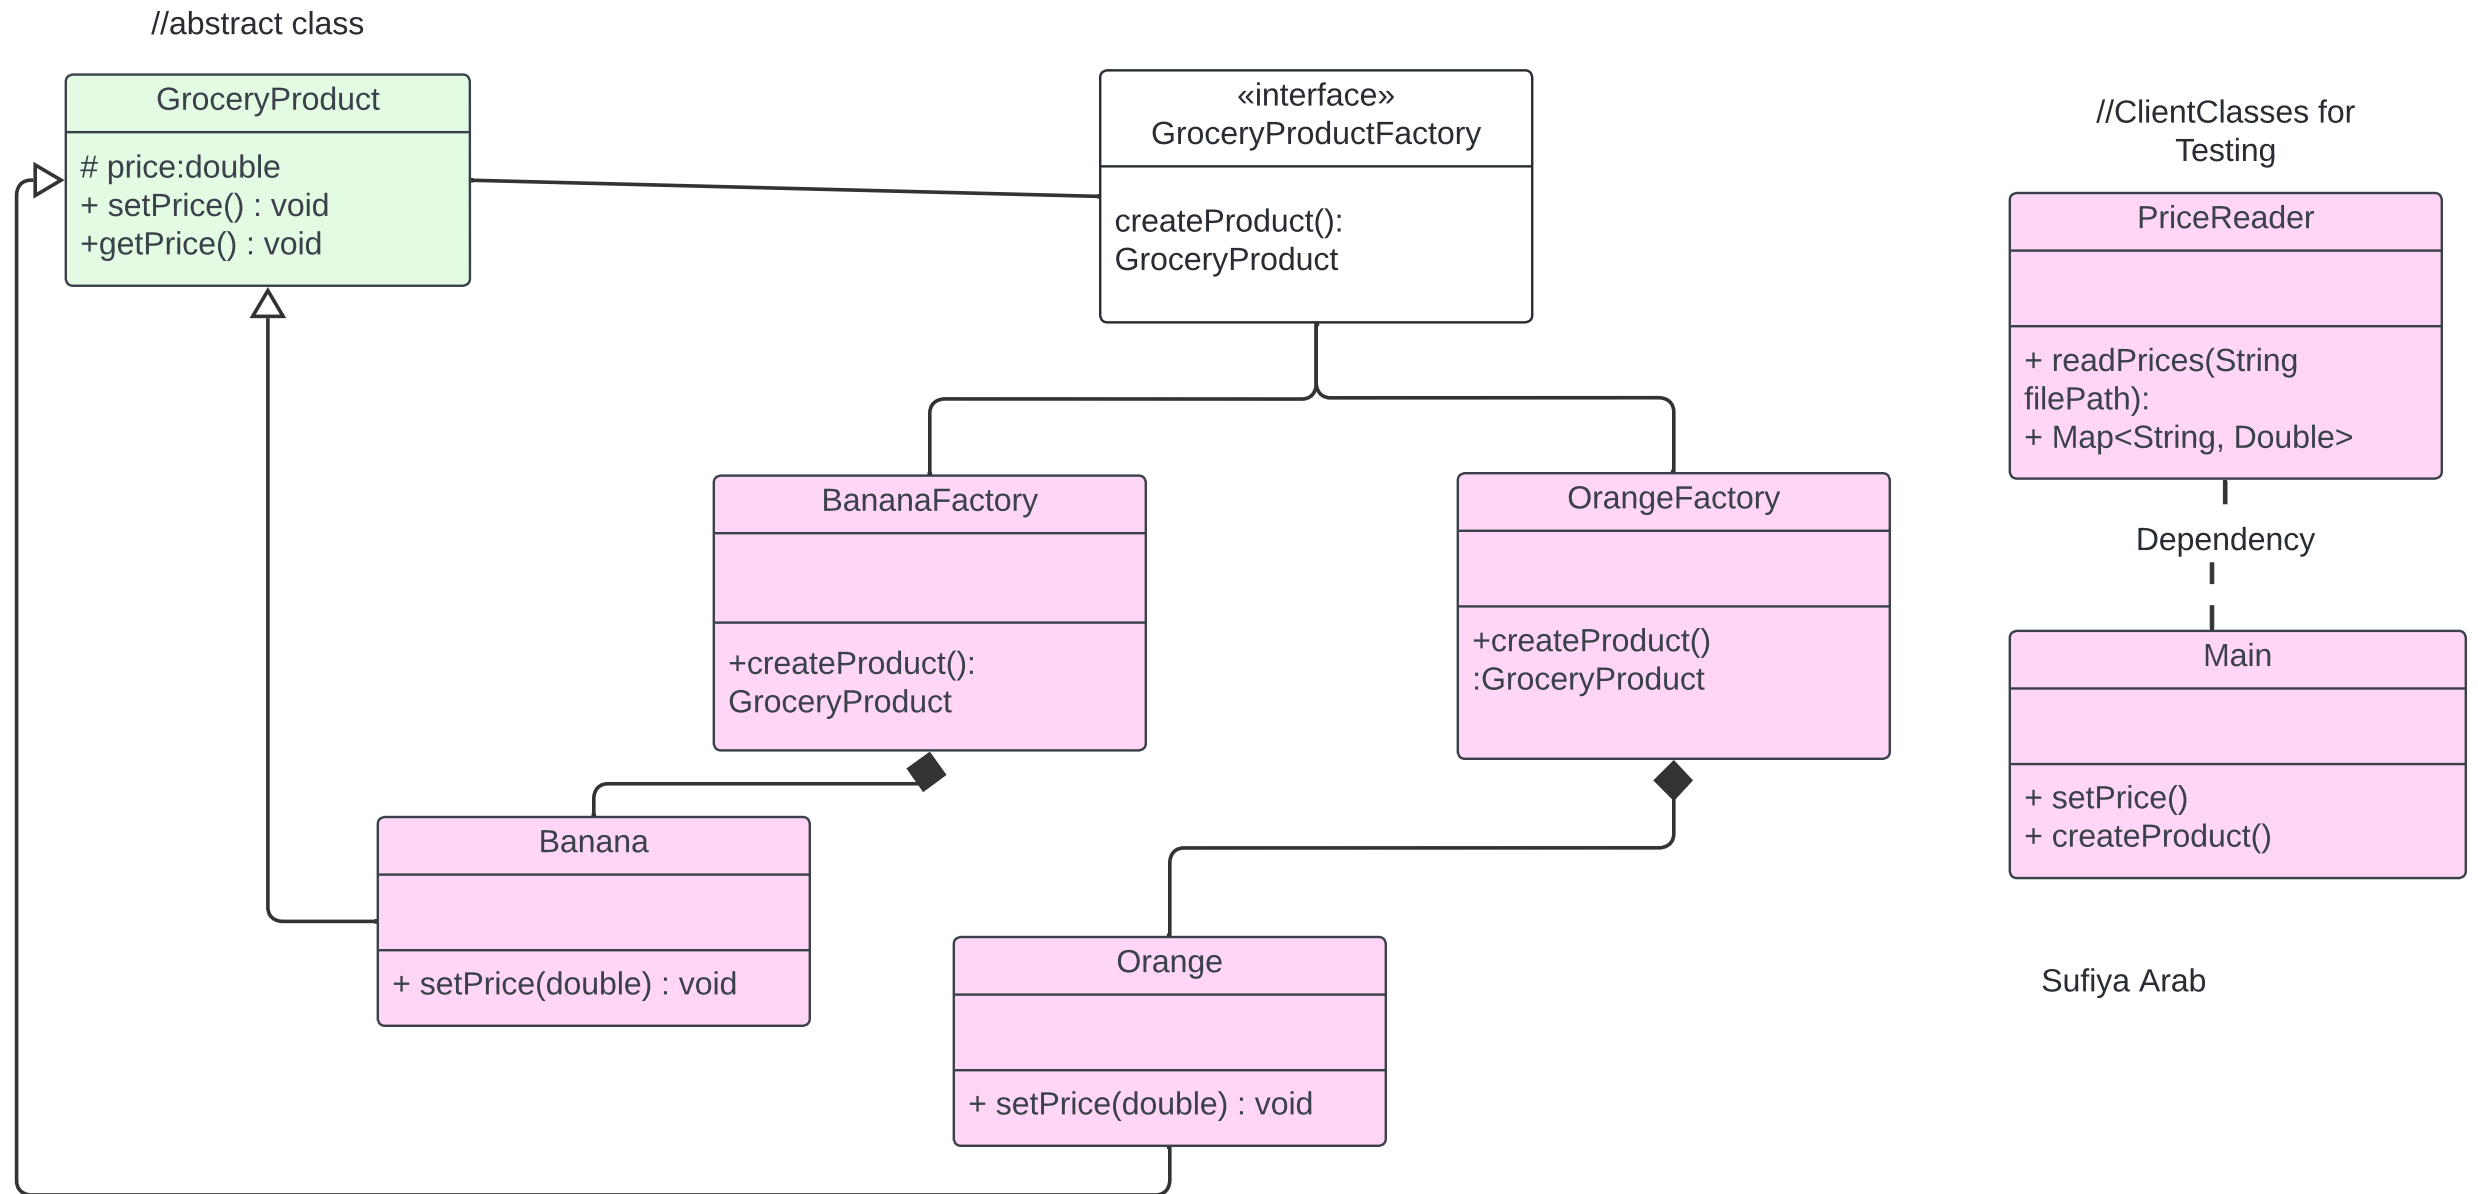 //abstract class
GroceryProduct
# price:double
+ setPrice() : void
+getPrice() : void
«interface»
GroceryProductFactory
createProduct():
GroceryProduct
//ClientClasses for
Testing
PriceReader
+ readPrices(String
filePath):
+ Map<String, Double>
Dependency
BananaFactory
+createProduct():
GroceryProduct
OrangeFactory
+createProduct()
:GroceryProduct
Main
+ setPrice()
+ createProduct()
Banana
+ setPrice(double) : void
Orange
+ setPrice(double) : void
Sufiya Arab